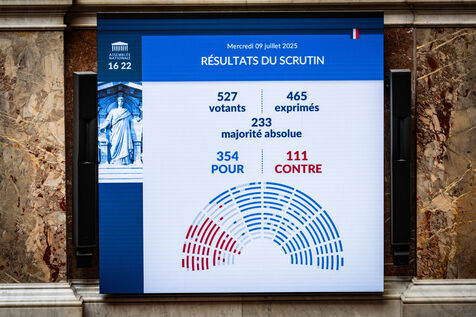 ASSEMBLÉE
NATIONALE
16 22
Mercredi 09 juillet 2025
RÉSULTATS DU SCRUTIN
527
votants
465
exprimés
233
majorité absolue
354
POUR
111
CONTRE